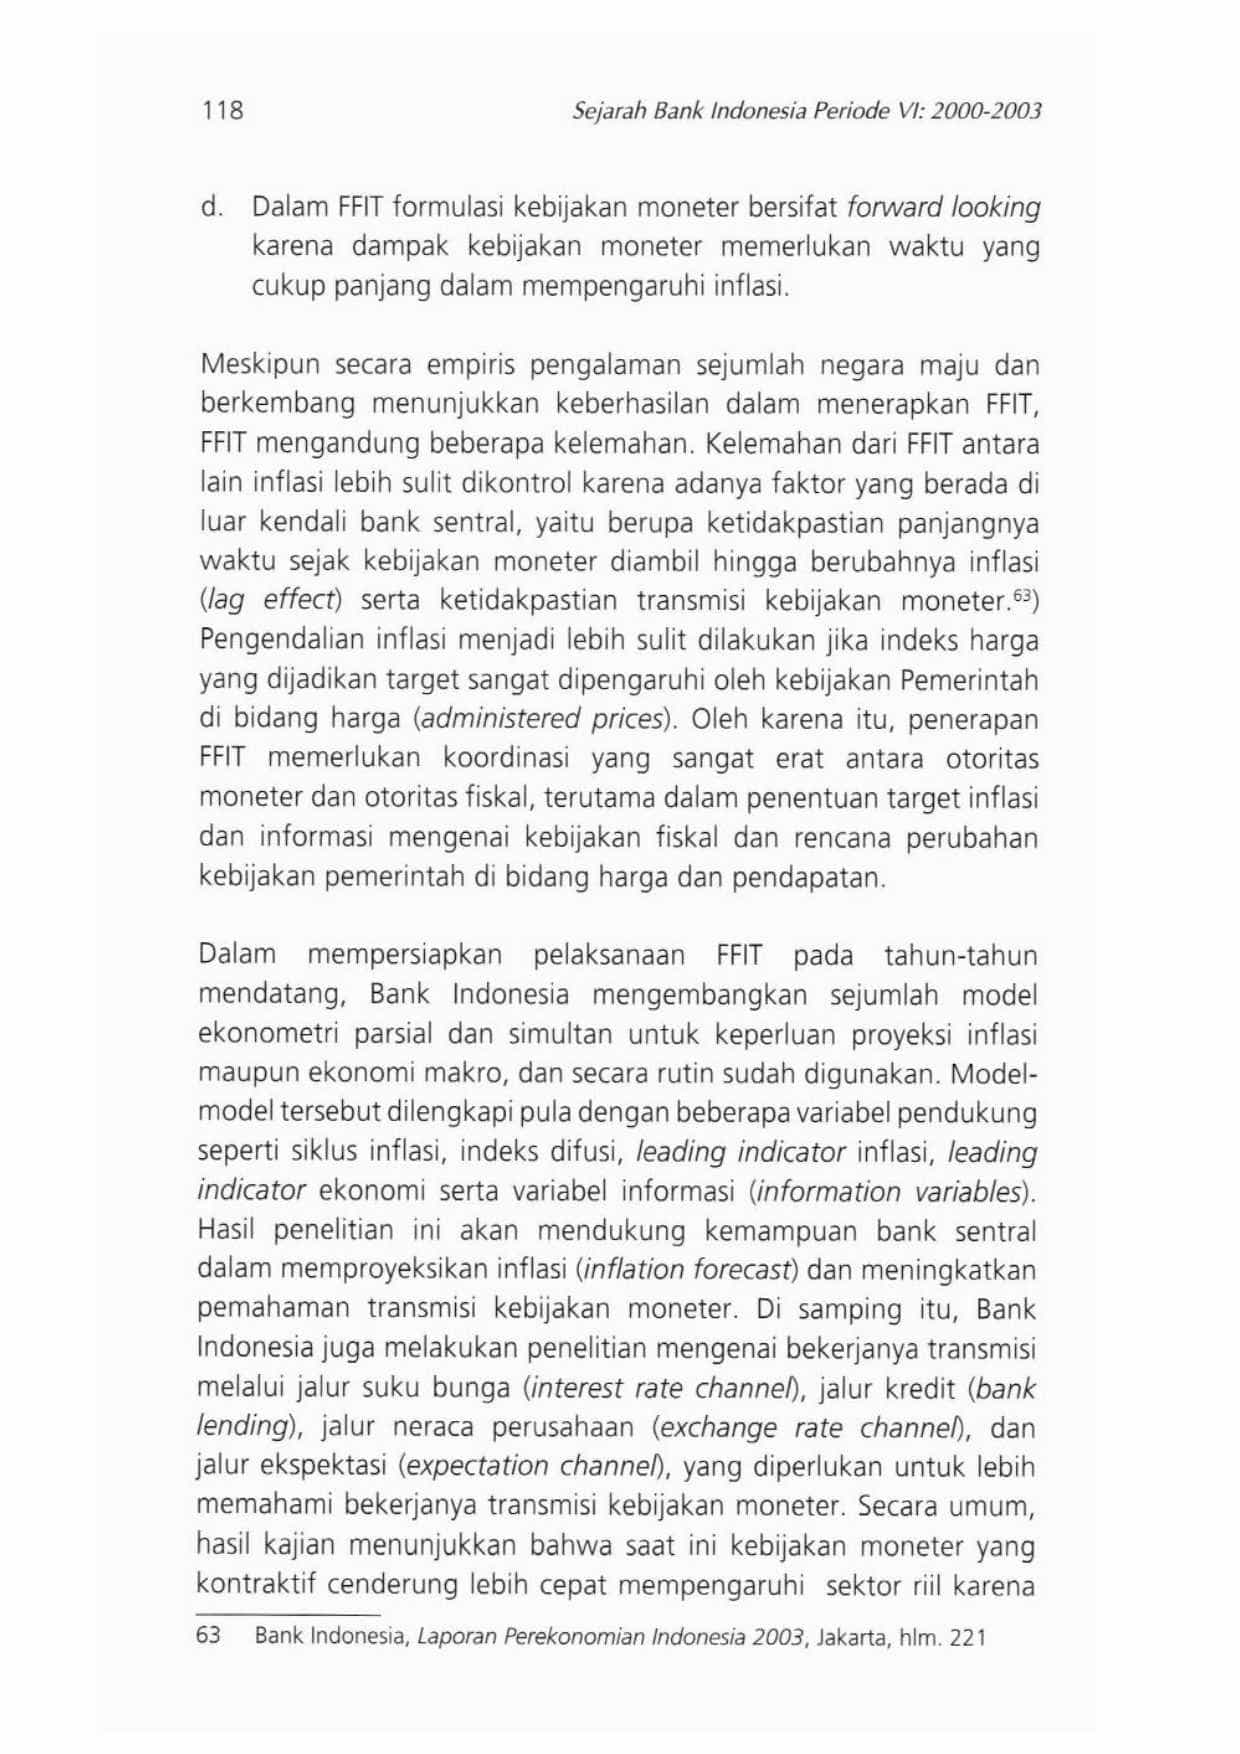 118 Sejarah Bank Indonesia Periode VI: 2000-2003
d. Dalam FFIT formulasi kebijakan moneter bersifat forward looking
karena dampak kebijakan moneter memerlukan waktu yang
cukup panjang dalam mempengaruhi inflasi.
Meskipun secara empiris pengalaman sejumlah negara maju dan
berkembang menunjukkan keberhasilan dalam menerapkan FFIT,
FFIT mengandung beberapa kelemahan. Kelemahan dari FFIT antara
lain inflasi lebih sulit dikontrol karena adanya faktor yang berada di
luar kendali bank sentral, yaitu berupa ketidakpastian panjangnya
waktu sejak kebijakan moneter diambil hingga berubahnya inflasi
(lag effect) serta ketidakpastian transmisi kebijakan moneter.⁶³)
Pengendalian inflasi menjadi lebih sulit dilakukan jika indeks harga
yang dijadikan target sangat dipengaruhi oleh kebijakan Pemerintah
di bidang harga (administered prices). Oleh karena itu, penerapan
FFIT memerlukan koordinasi yang sangat erat antara otoritas
moneter dan otoritas fiskal, terutama dalam penentuan target inflasi
dan informasi mengenai kebijakan fiskal dan rencana perubahan
kebijakan pemerintah di bidang harga dan pendapatan.
Dalam mempersiapkan pelaksanaan FFIT pada tahun-tahun
mendatang, Bank Indonesia mengembangkan sejumlah model
ekonometri parsial dan simultan untuk keperluan proyeksi inflasi
maupun ekonomi makro, dan secara rutin sudah digunakan. Model-
model tersebut dilengkapi pula dengan beberapa variabel pendukung
seperti siklus inflasi, indeks difusi, leading indicator inflasi, leading
indicator ekonomi serta variabel informasi (information variables).
Hasil penelitian ini akan mendukung kemampuan bank sentral
dalam memproyeksikan inflasi (inflation forecast) dan meningkatkan
pemahaman transmisi kebijakan moneter. Di samping itu, Bank
Indonesia juga melakukan penelitian mengenai bekerjanya transmisi
melalui jalur suku bunga (interest rate channel), jalur kredit (bank
lending), jalur neraca perusahaan (exchange rate channel), dan
jalur ekspektasi (expectation channel), yang diperlukan untuk lebih
memahami bekerjanya transmisi kebijakan moneter. Secara umum,
hasil kajian menunjukkan bahwa saat ini kebijakan moneter yang
kontraktif cenderung lebih cepat mempengaruhi sektor riil karena
63 Bank Indonesia, Laporan Perekonomian Indonesia 2003, Jakarta, hlm. 221